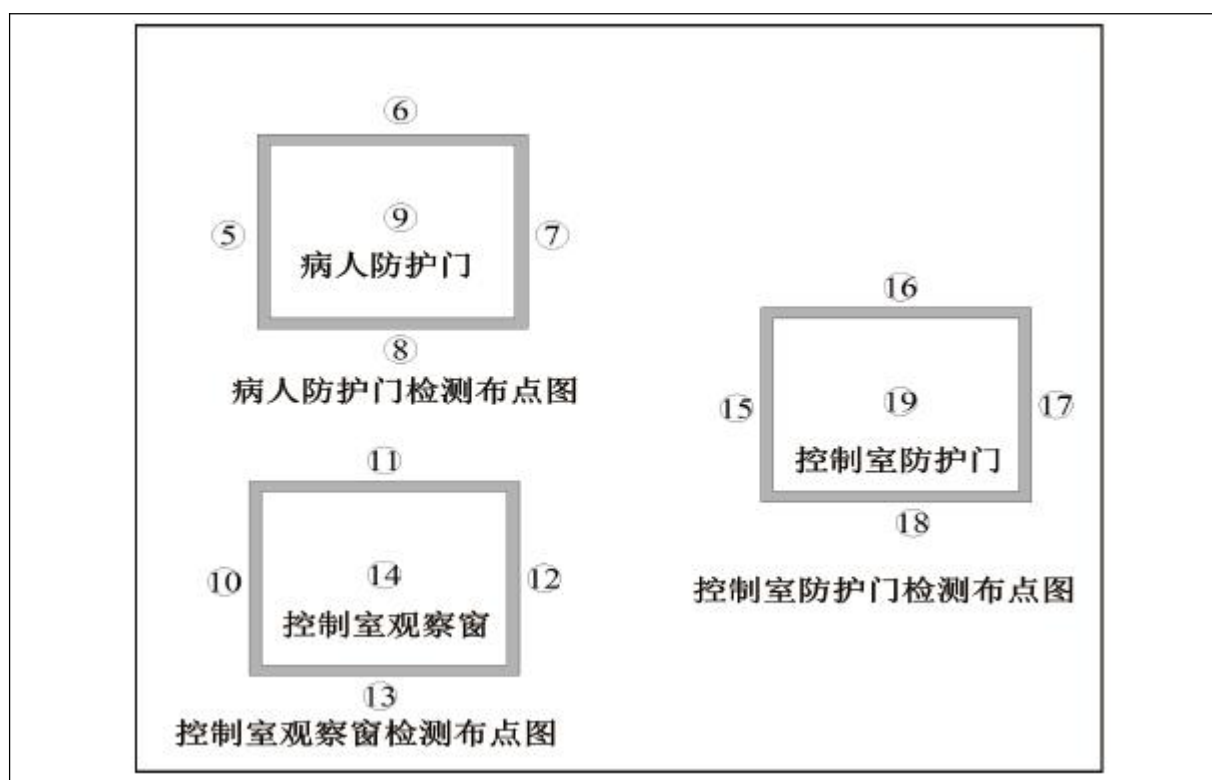 ⑥
⑤ ⑨ ⑦
病人防护门
⑧
病人防护门检测布点图
⑪
⑩ ⑭ ⑫
控制室观察窗
⑬
控制室观察窗检测布点图
⑯
⑮ ⑲ ⑰
控制室防护门
⑱
控制室防护门检测布点图